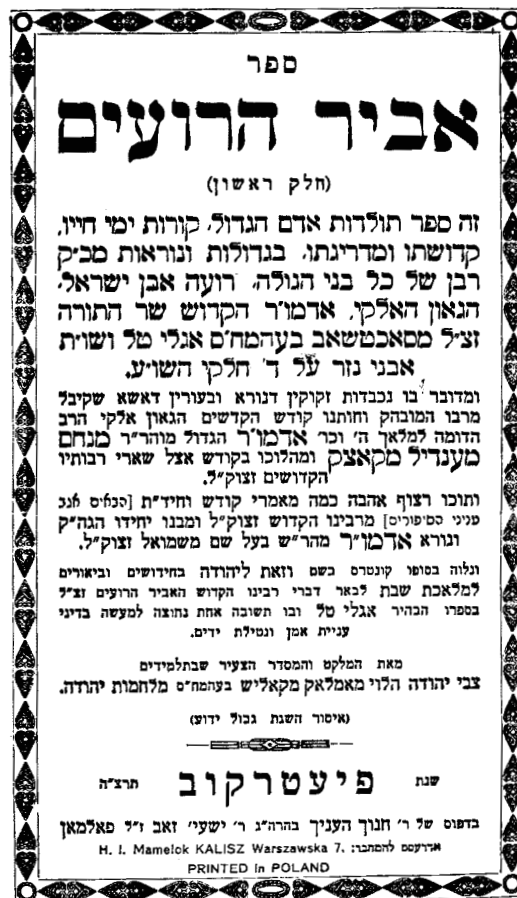 ספר
אביר הרועים
(חלק ראשון)
זה ספר תולדות אדם הגדול, קורות ימי חייו,
קדושתו ומדריגתו, בגדולות ונוראות מכ״ק
רבן של כל בני הגולה, רועה אבן ישראל,
הגאון האלקי, אדמו״ר הקדוש שר התורה
זצ״ל מסאכטשאב בעהמח״ס אגלי טל ושו״ת
אבני נזר על ד׳ חלקי השו״ע.
ומדובר בו נכבדות זקוקין דנורא ובעורין דאשא שקיבל
מרבו המובהק וחותנו קודש הקדשים הגאון אלקי הרב
הדומה למלאך ה׳ וכר׳ אדמו״ר הגדול מוהר״ר מנחם
מענדיל מקאצק ומהלוכו בקודש אצל שארי רבותיו
הקדושים זצוק״ל.
ותוכו רצוף אהבה כמה מאמרי קודש וחיד״ת [הבאים אגב
עניני הסיפורים] מרבינו הקדוש זצוק״ל ומבנו יחידו הגה״ק
ונורא אדמו״ר מהר״ש בעל שם משמואל זצוק״ל.
ונלוה בסופו קונטרס בשם וזאת ליהודה בחידושים וביאורים
למלאכת שבת לבאר דברי רבינו הקדוש האביר הרועים זצ״ל
בספרו הבהיר אגלי טל ובו תשובה אחת נחוצה למעשה בדיני
עניית אמן ונטילת ידים.
מאת המלקט והמסדר הצעיר שבתלמידים
צבי יהודה הלוי מאמלאק מקאליש בעהמח״ס מלחמות יהודה.
(איסור השגת גבול ידוע)
שנת פיעטרקוב תרצ״ה
בדפוס של ר׳ חנוך העניך בהרה״ג ר׳ ישעי׳ זאב ז״ל פאלמאן
אדרעסס להמחבר: H. I. Mamelok KALISZ Warszawska 7.
PRINTED in POLAND